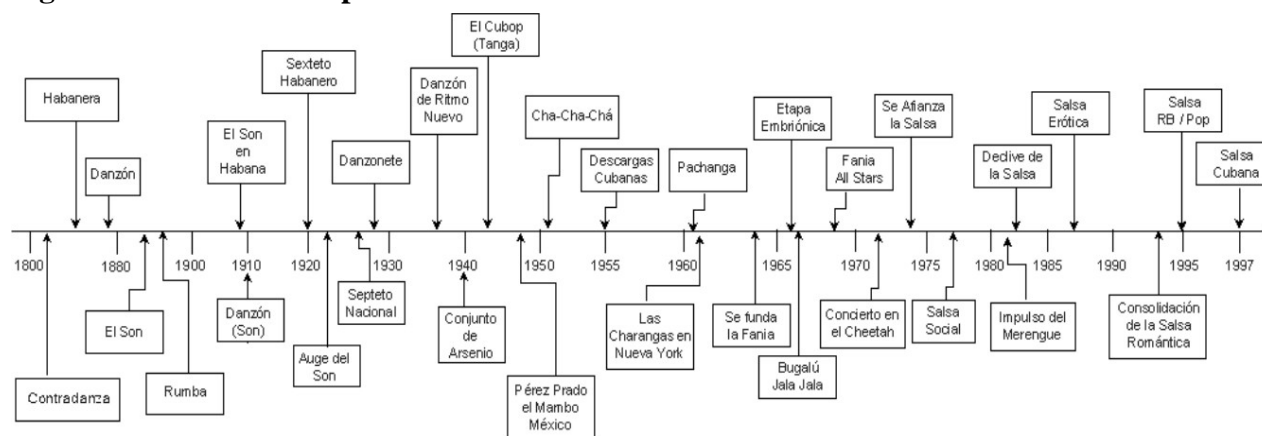 El Cubop
(Tanga)
Sexteto
Habanero
Habanera
Danzón
de Ritmo
Nuevo
Etapa
Embriónica
Se Afianza
la Salsa
Salsa
Erótica
Salsa
RB / Pop
Cha-Cha-Chá
El Son
en
Habana
Danzón
Danzonete
Descargas
Cubanas
Pachanga
Fania
All Stars
Declive de
la Salsa
Salsa
Cubana
1800 1880 1900 1910 1920 1930 1940 1950 1955 1960 1965 1970 1975 1980 1985 1990 1995 1997
El Son
Danzón
(Son)
Septeto
Nacional
Conjunto
de
Arsenio
Las
Charangas en
Nueva York
Se funda
la Fania
Concierto en
el Cheetah
Salsa
Social
Impulso del
Merengue
Consolidación
de la Salsa
Romántica
Auge del
Son
Bugalú
Jala Jala
Contradanza
Rumba
Pérez Prado
el Mambo
México